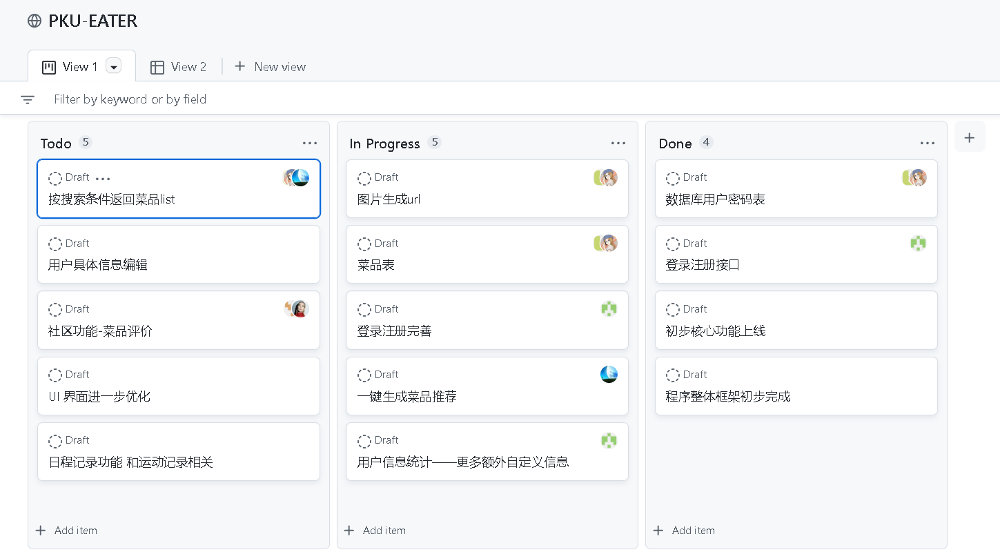 PKU-EATER
View 1
View 2
New view
Filter by keyword or by field
Todo 5
Draft
按搜索条件返回菜品list
Draft
用户具体信息编辑
Draft
社区功能-菜品评价
Draft
UI 界面进一步优化
Draft
日程记录功能 和运动记录相关
Add item
In Progress 5
Draft
图片生成url
Draft
菜品表
Draft
登录注册完善
Draft
一键生成菜品推荐
Draft
用户信息统计——更多额外自定义信息
Add item
Done 4
Draft
数据库用户密码表
Draft
登录注册接口
Draft
初步核心功能上线
Draft
程序整体框架初步完成
Add item